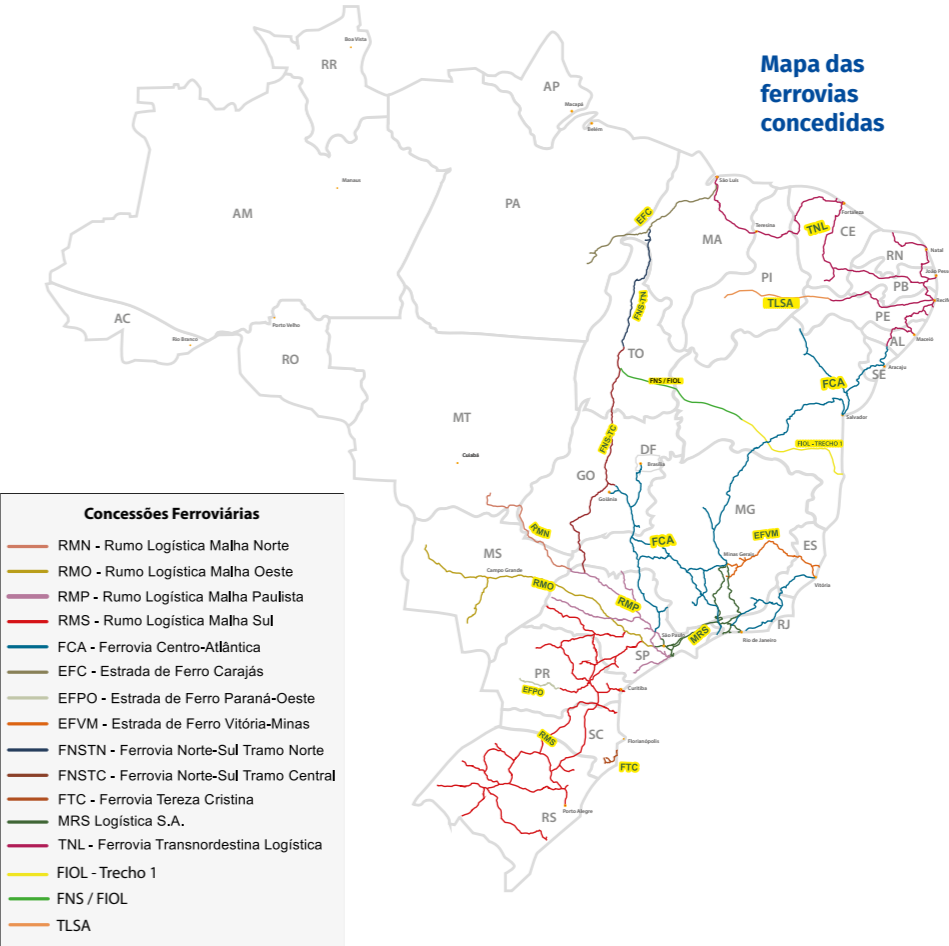 Mapa das
ferrovias
concedidas
Boa Vista
RR
AP
Macapá
Belém
Manaus
AM
PA
São Luís
EFC
MA
Teresina
TNL
Fortaleza
CE
RN
Natal
João Pess
PB
PI
TLSA
Recif
PE
AL
Maceió
SE
Aracaju
FNS-TN
TO
AC
Rio Branco
Porto Velho
RO
FNS / FIOL
FCA
Salvador
MT
Cuiabá
FNS-TC
FIOL - TRECHO 1
DF
Brasília
GO
Goiânia
MG
RMN
FCA
EFVM
ES
Minas Gerais
Vitória
MS
Campo Grande
RMO
RMP
RJ
São Paulo
MRS
Rio de Janeiro
SP
PR
EFPO
Curitiba
SC
RMS
Florianópolis
FTC
Porto Alegre
RS
Concessões Ferroviárias
RMN - Rumo Logística Malha Norte
RMO - Rumo Logística Malha Oeste
RMP - Rumo Logística Malha Paulista
RMS - Rumo Logística Malha Sul
FCA - Ferrovia Centro-Atlântica
EFC - Estrada de Ferro Carajás
EFPO - Estrada de Ferro Paraná-Oeste
EFVM - Estrada de Ferro Vitória-Minas
FNSTN - Ferrovia Norte-Sul Tramo Norte
FNSTC - Ferrovia Norte-Sul Tramo Central
FTC - Ferrovia Tereza Cristina
MRS Logística S.A.
TNL - Ferrovia Transnordestina Logística
FIOL - Trecho 1
FNS / FIOL
TLSA